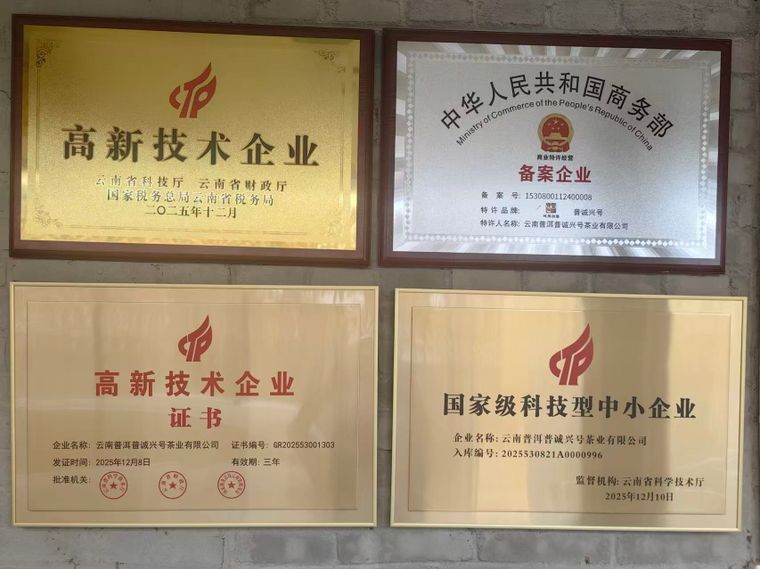 高新技术企业
云南省科技厅 云南省财政厅
国家税务总局云南省税务局
二〇二五年十二月
中华人民共和国商务部
Ministry of Commerce of the People's Republic of China
商业特许经营
备案企业
备 案 号: 1530800112400008
特许品牌: 普诚兴号
特许人名称: 云南普洱普诚兴号茶业有限公司
高新技术企业
证书
企业名称: 云南普洱普诚兴号茶业有限公司 证书编号: GR202553001303
发证时间: 2025年12月8日 有效期: 三年
批准机关:
国家级科技型中小企业
企业名称: 云南普洱普诚兴号茶业有限公司
入库编号: 2025530821A0000996
监督机构: 云南省科学技术厅
2025年12月10日